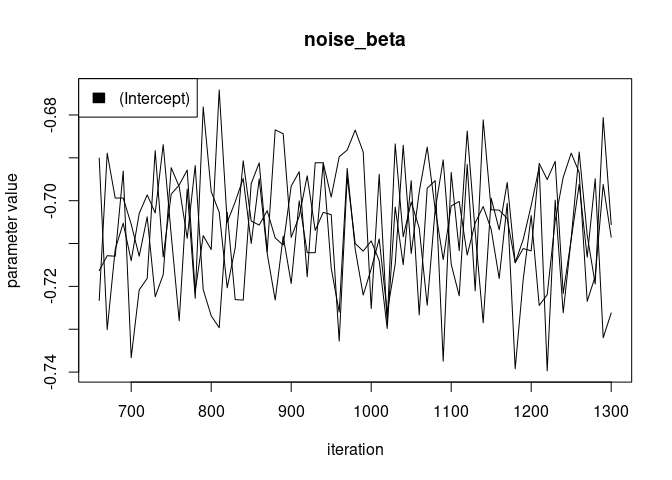 noise_beta
(Intercept)
parameter value
-0.68
-0.70
-0.72
-0.74
700 800 900 1000 1100 1200 1300
iteration